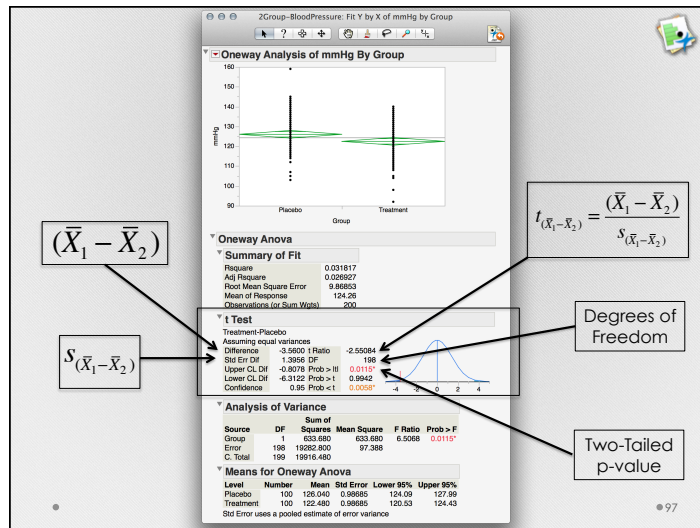 2Group-BloodPressure: Fit Y by X of mmHg by Group
Oneway Analysis of mmHg By Group
160
150
140
130
120
110
100
90
mmHg
Placebo Treatment
Group
Oneway Anova
Summary of Fit
Rsquare 0.031817
Adj Rsquare 0.026927
Root Mean Square Error 9.86853
Mean of Response 124.26
Observations (or Sum Wgts) 200
t Test
Treatment-Placebo
Assuming equal variances
Difference -3.5600 t Ratio -2.55084
Std Err Dif 1.3956 DF 198
Upper CL Dif -0.8078 Prob > |t| 0.0115*
Lower CL Dif -6.3122 Prob > t 0.9942
Confidence 0.95 Prob < t 0.0058*
-4 -2 0 2 4
Analysis of Variance
Source DF Sum of Squares Mean Square F Ratio Prob > F
Group 1 633.680 633.680 6.5068 0.0115*
Error 198 19282.800 97.388
C. Total 199 19916.480
Means for Oneway Anova
Level Number Mean Std Error Lower 95% Upper 95%
Placebo 100 126.040 0.98685 124.09 127.99
Treatment 100 122.480 0.98685 120.53 124.43
Std Error uses a pooled estimate of error variance
(X̄₁ − X̄₂)
s(X̄₁−X̄₂)
t(X̄₁−X̄₂) = (X̄₁ − X̄₂) / s(X̄₁−X̄₂)
Degrees of
Freedom
Two-Tailed
p-value
97